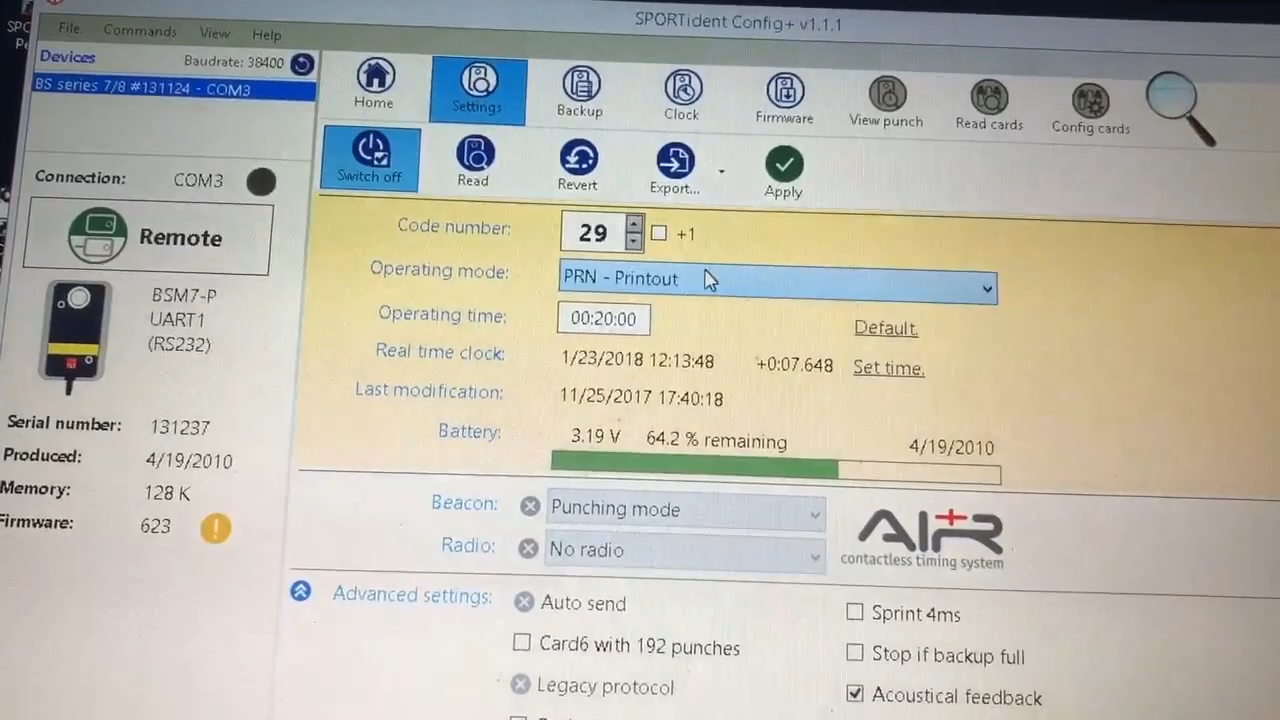 SPORTident Config+ v1.1.1
File Commands View Help
Devices Baudrate: 38400
BS series 7/8 #131124 - COM3
Home Settings Backup Clock Firmware View punch Read cards Config cards
Switch off Read Revert Export... Apply
Connection: COM3
Remote
BSM7-P
UART1
(RS232)
Serial number: 131237
Produced: 4/19/2010
Memory: 128 K
Firmware: 623
Code number: 29 +1
Operating mode: PRN - Printout
Operating time: 00:20:00 Default.
Real time clock: 1/23/2018 12:13:48 +0:07.648 Set time.
Last modification: 11/25/2017 17:40:18
Battery: 3.19 V 64.2 % remaining 4/19/2010
Beacon: Punching mode
Radio: No radio
AIR+
contactless timing system
Advanced settings: Auto send Sprint 4ms
Card6 with 192 punches Stop if backup full
Legacy protocol Acoustical feedback